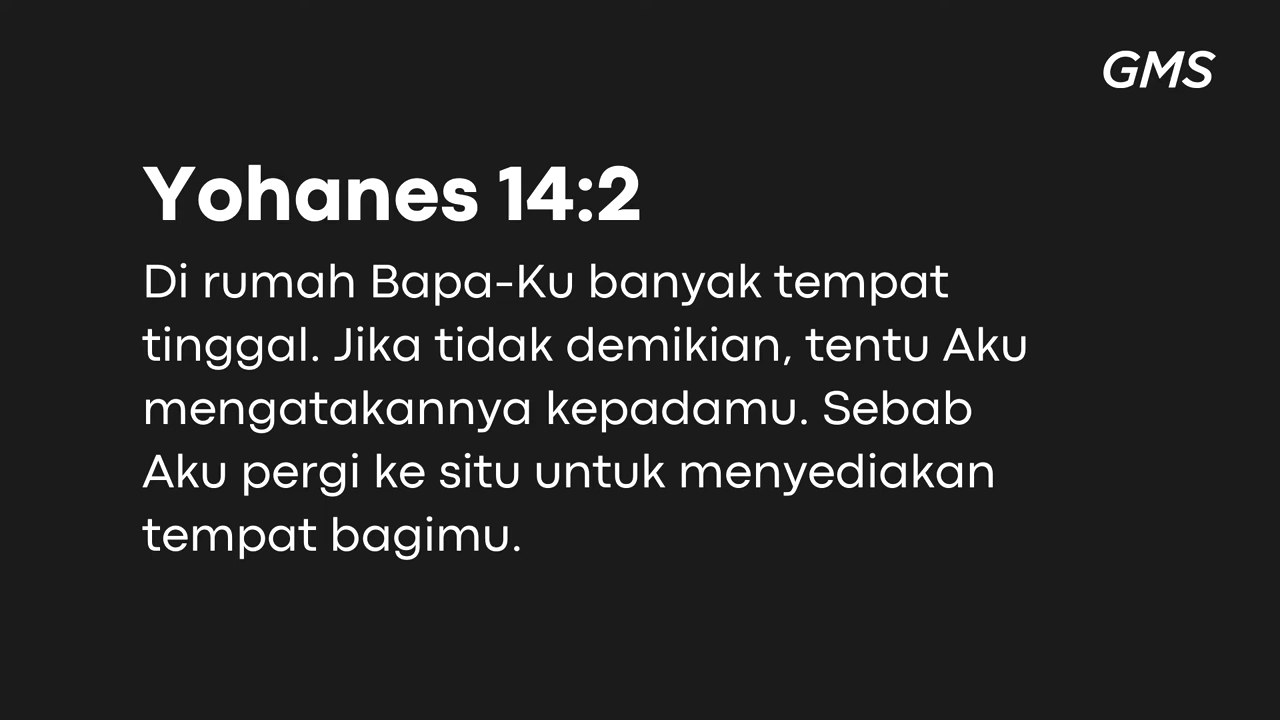 GMS
Yohanes 14:2
Di rumah Bapa-Ku banyak tempat
tinggal. Jika tidak demikian, tentu Aku
mengatakannya kepadamu. Sebab
Aku pergi ke situ untuk menyediakan
tempat bagimu.